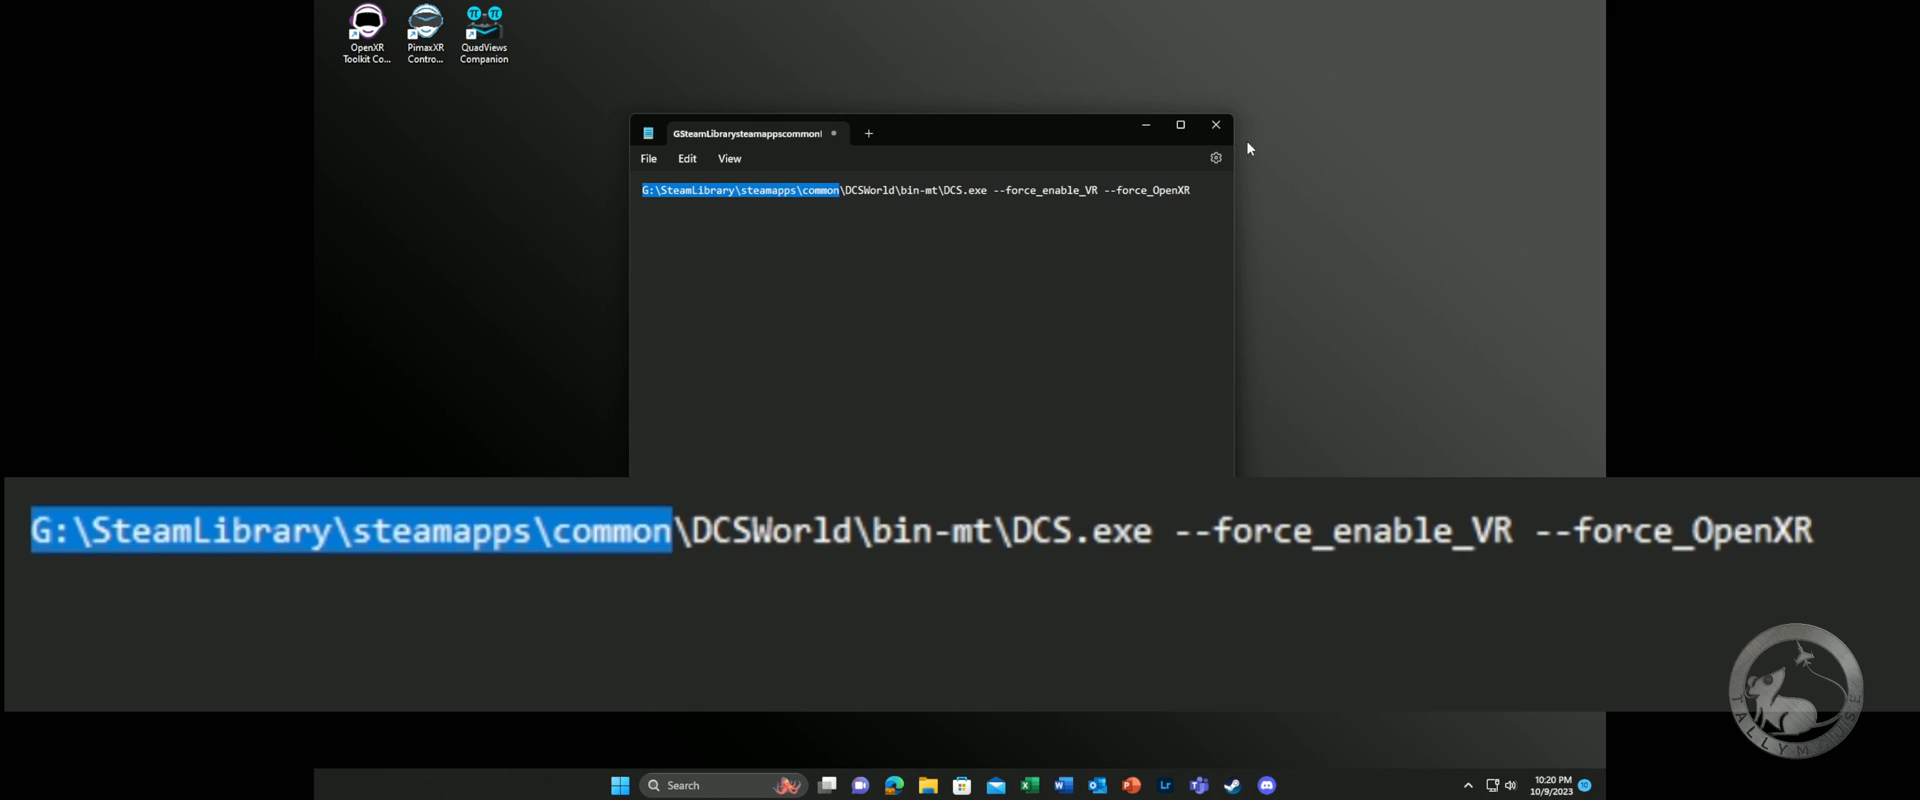 OpenXR
Toolkit Co...
PimaxXR
Contro...
QuadViews
Companion
GSteamLibrarysteamappscommon
File Edit View
G:\SteamLibrary\steamapps\common\DCSWorld\bin-mt\DCS.exe --force_enable_VR --force_OpenXR
G:\SteamLibrary\steamapps\common\DCSWorld\bin-mt\DCS.exe --force_enable_VR --force_OpenXR
TALLYMOUSE
Search
Lr
10:20 PM
10/9/2023